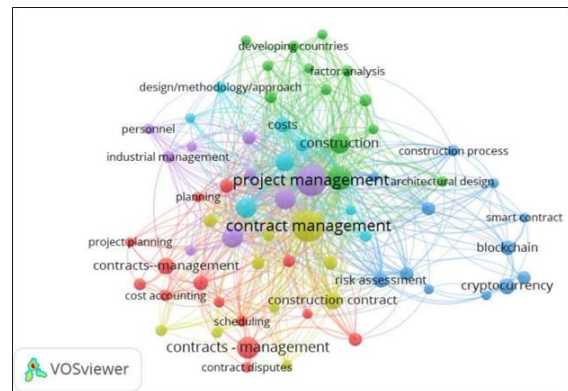 developing countries
factor analysis
design/methodology/approach
costs
personnel
construction
construction process
industrial management
project management
architectural design
planning
smart contract
contract management
project planning
blockchain
contracts--management
risk assessment
cost accounting
cryptocurrency
construction contract
scheduling
contracts - management
contract disputes
VOSviewer